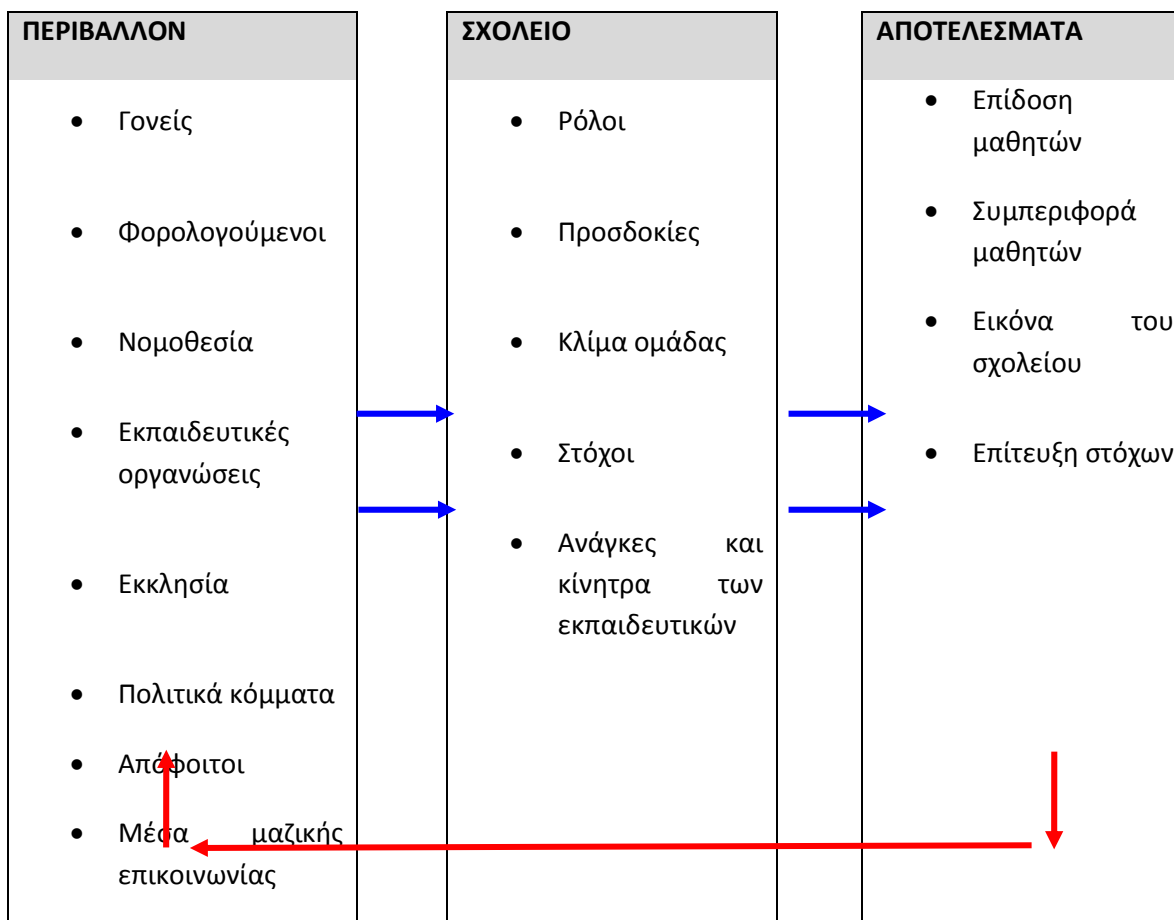 ΠΕΡΙΒΑΛΛΟΝ
Γονείς
Φορολογούμενοι
Νομοθεσία
Εκπαιδευτικές
οργανώσεις
Εκκλησία
Πολιτικά κόμματα
Απόφοιτοι
Μέσα μαζικής
επικοινωνίας
ΣΧΟΛΕΙΟ
Ρόλοι
Προσδοκίες
Κλίμα ομάδας
Στόχοι
Ανάγκες και
κίνητρα των
εκπαιδευτικών
ΑΠΟΤΕΛΕΣΜΑΤΑ
Επίδοση
μαθητών
Συμπεριφορά
μαθητών
Εικόνα του
σχολείου
Επίτευξη στόχων